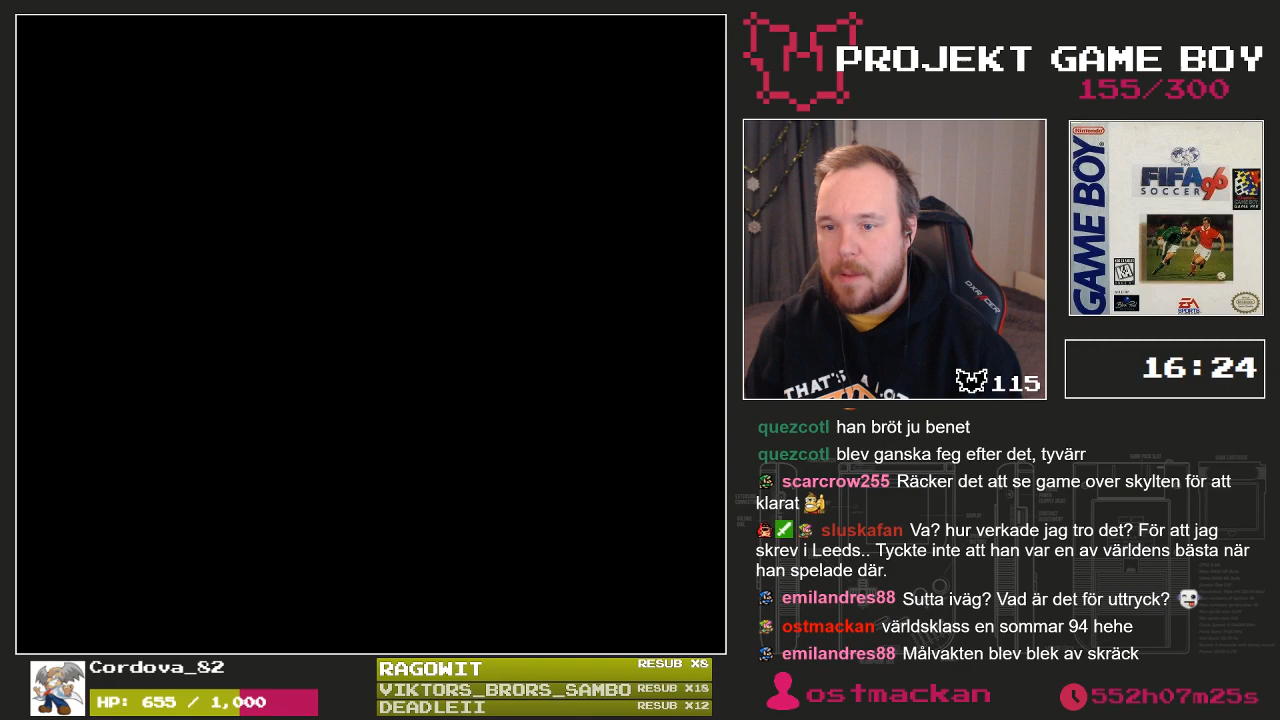 PROJEKT GAME BOY
155/300
Nintendo
GAME BOY
FIFA
SOCCER 96
EA
SPORTS
KA
DXRACER
THAT'S A
115
16:24
quezcotl han bröt ju benet
quezcotl blev ganska feg efter det, tyvärr
scarcrow255 Räcker det att se game over skylten för att
klarat
sluskafan Va? hur verkade jag tro det? För att jag
skrev i Leeds.. Tyckte inte att han var en av världens bästa när
han spelade där.
emilandres88 Sutta iväg? Vad är det för uttryck?
ostmackan världsklass en sommar 94 hehe
emilandres88 Målvakten blev blek av skräck
Cordova_82
HP: 655 / 1,000
RAGOWIT RESUB X8
VIKTORS_BRORS_SAMBO RESUB X18
DEADLEII RESUB X12
ostmackan
552h07m25s